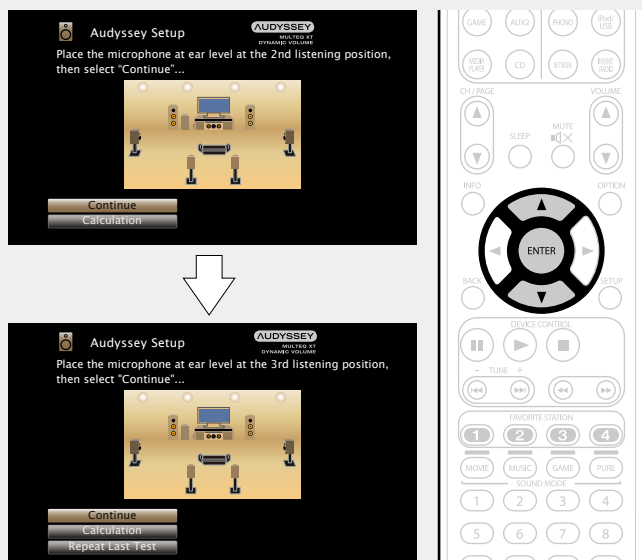 Audyssey Setup
AUDYSSEY
MULTEQ XT
DYNAMIC VOLUME
Place the microphone at ear level at the 2nd listening position,
then select “Continue”...
Continue
Calculation
Audyssey Setup
AUDYSSEY
MULTEQ XT
DYNAMIC VOLUME
Place the microphone at ear level at the 3rd listening position,
then select “Continue”...
Continue
Calculation
Repeat Last Test
GAME
AUX2
PHONO
iPod/
USB
MEDIA
PLAYER
CD
NETWORK
INTERNET
RADIO
CH / PAGE
VOLUME
MUTE
SLEEP
INFO
OPTION
ENTER
BACK
SETUP
DEVICE CONTROL
- TUNE +
FAVORITE STATION
1 2 3 4
MOVIE MUSIC GAME PURE
SOUND MODE
1 2 3 4
5 6 7 8